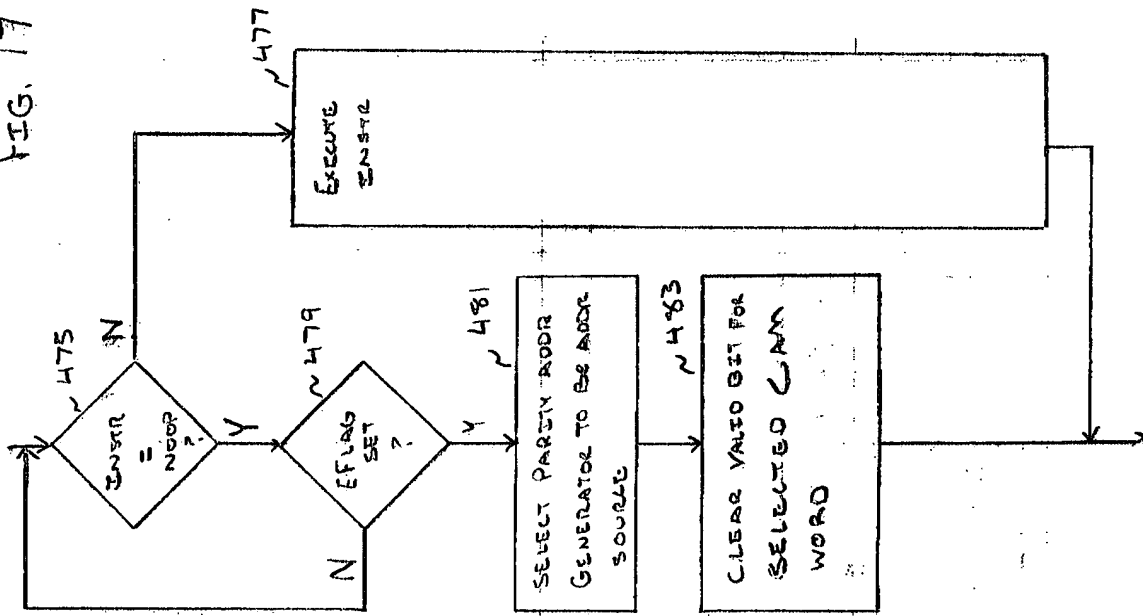 FIG. 17
475
INSTR
=
NOOP
?
N
Y
477
EXECUTE
INSTR
479
EFLAG
SET
?
N
Y
481
SELECT PARITY ADDR
GENERATOR TO BE ADDR
SOURCE
483
CLEAR VALID BIT FOR
SELECTED CAM
WORD